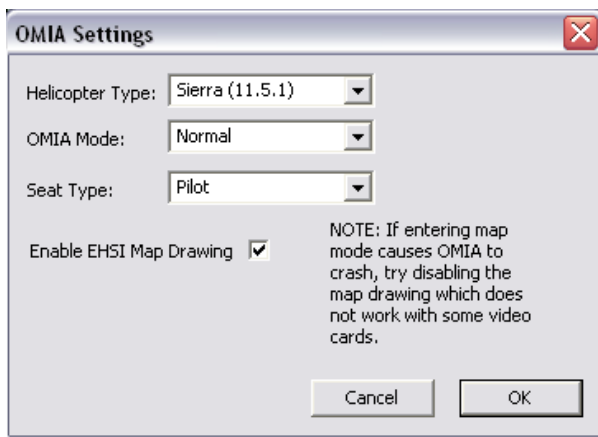 OMIA Settings
Helicopter Type: Sierra (11.5.1)
OMIA Mode: Normal
Seat Type: Pilot
Enable EHSI Map Drawing
NOTE: If entering map
mode causes OMIA to
crash, try disabling the
map drawing which does
not work with some video
cards.
Cancel OK